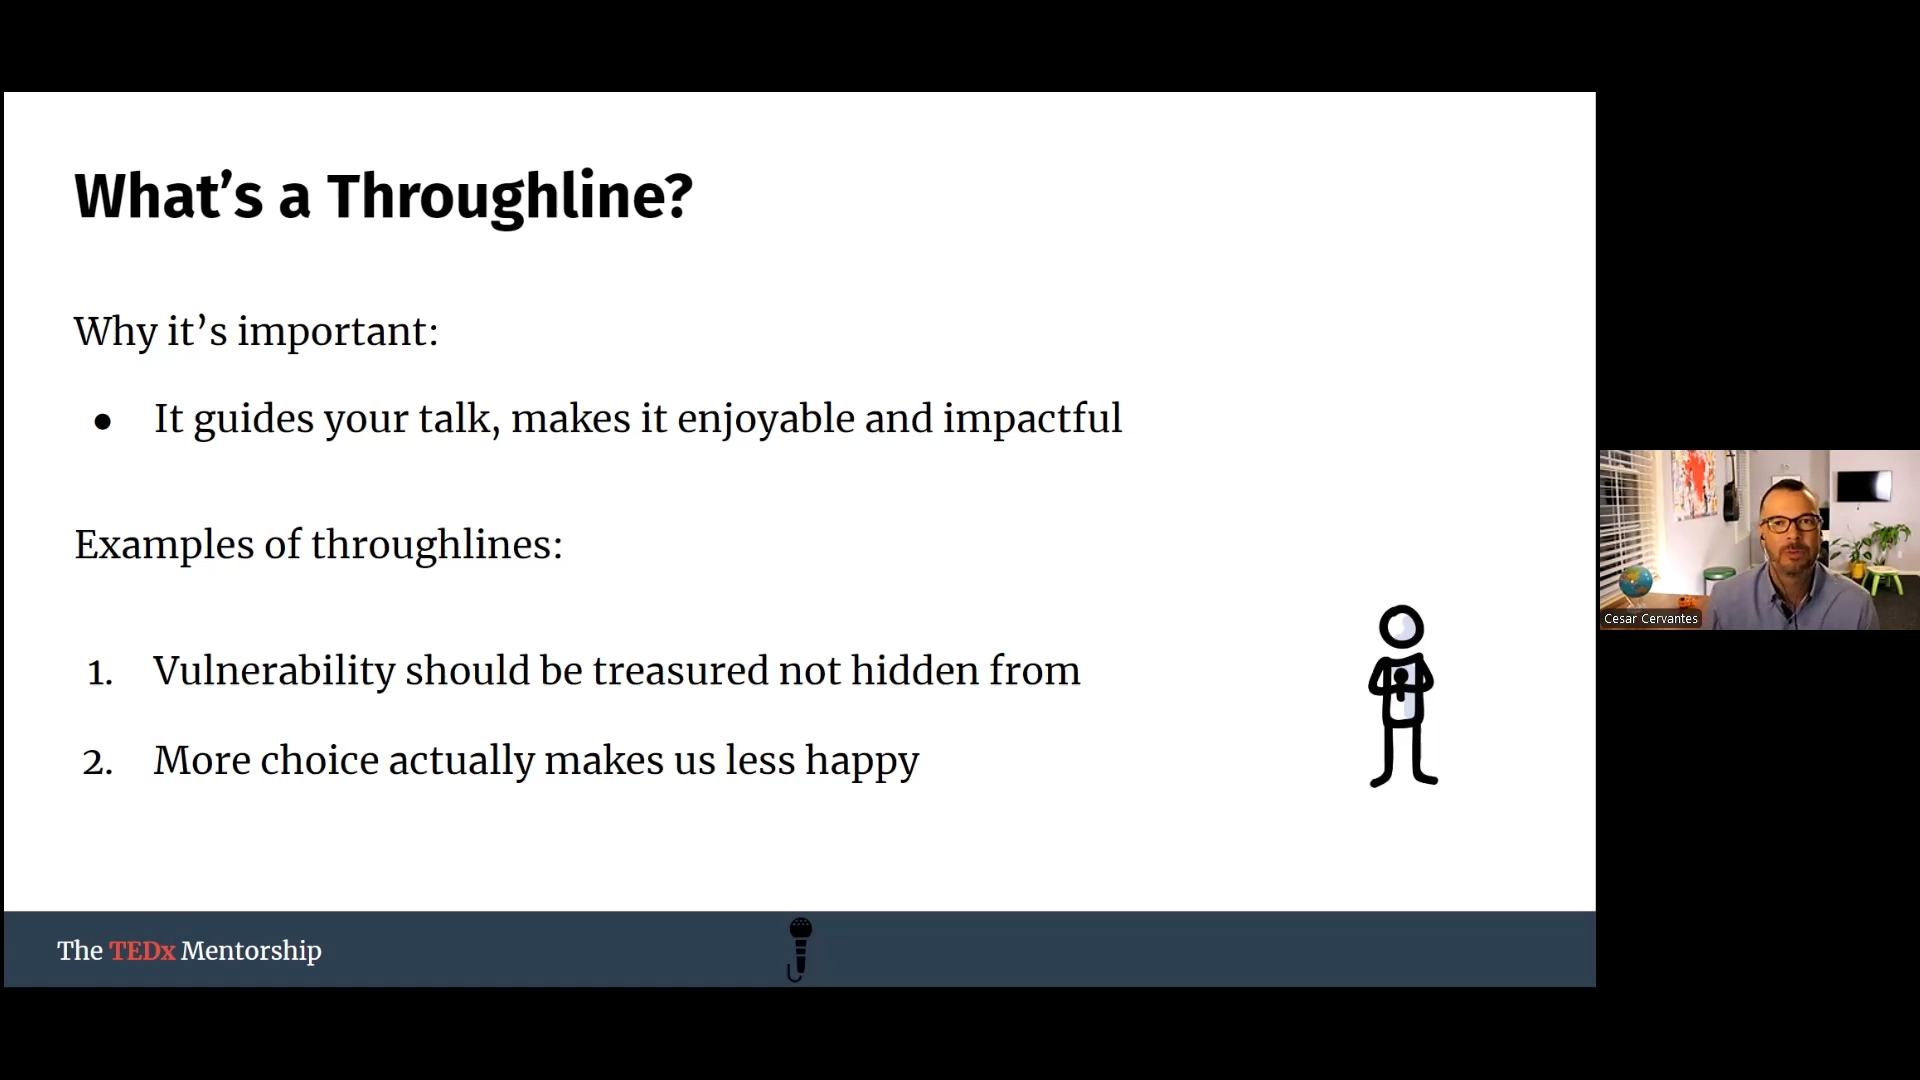 What’s a Throughline?
Why it’s important:
● It guides your talk, makes it enjoyable and impactful
Examples of throughlines:
1. Vulnerability should be treasured not hidden from
2. More choice actually makes us less happy
Cesar Cervantes
The TEDx Mentorship